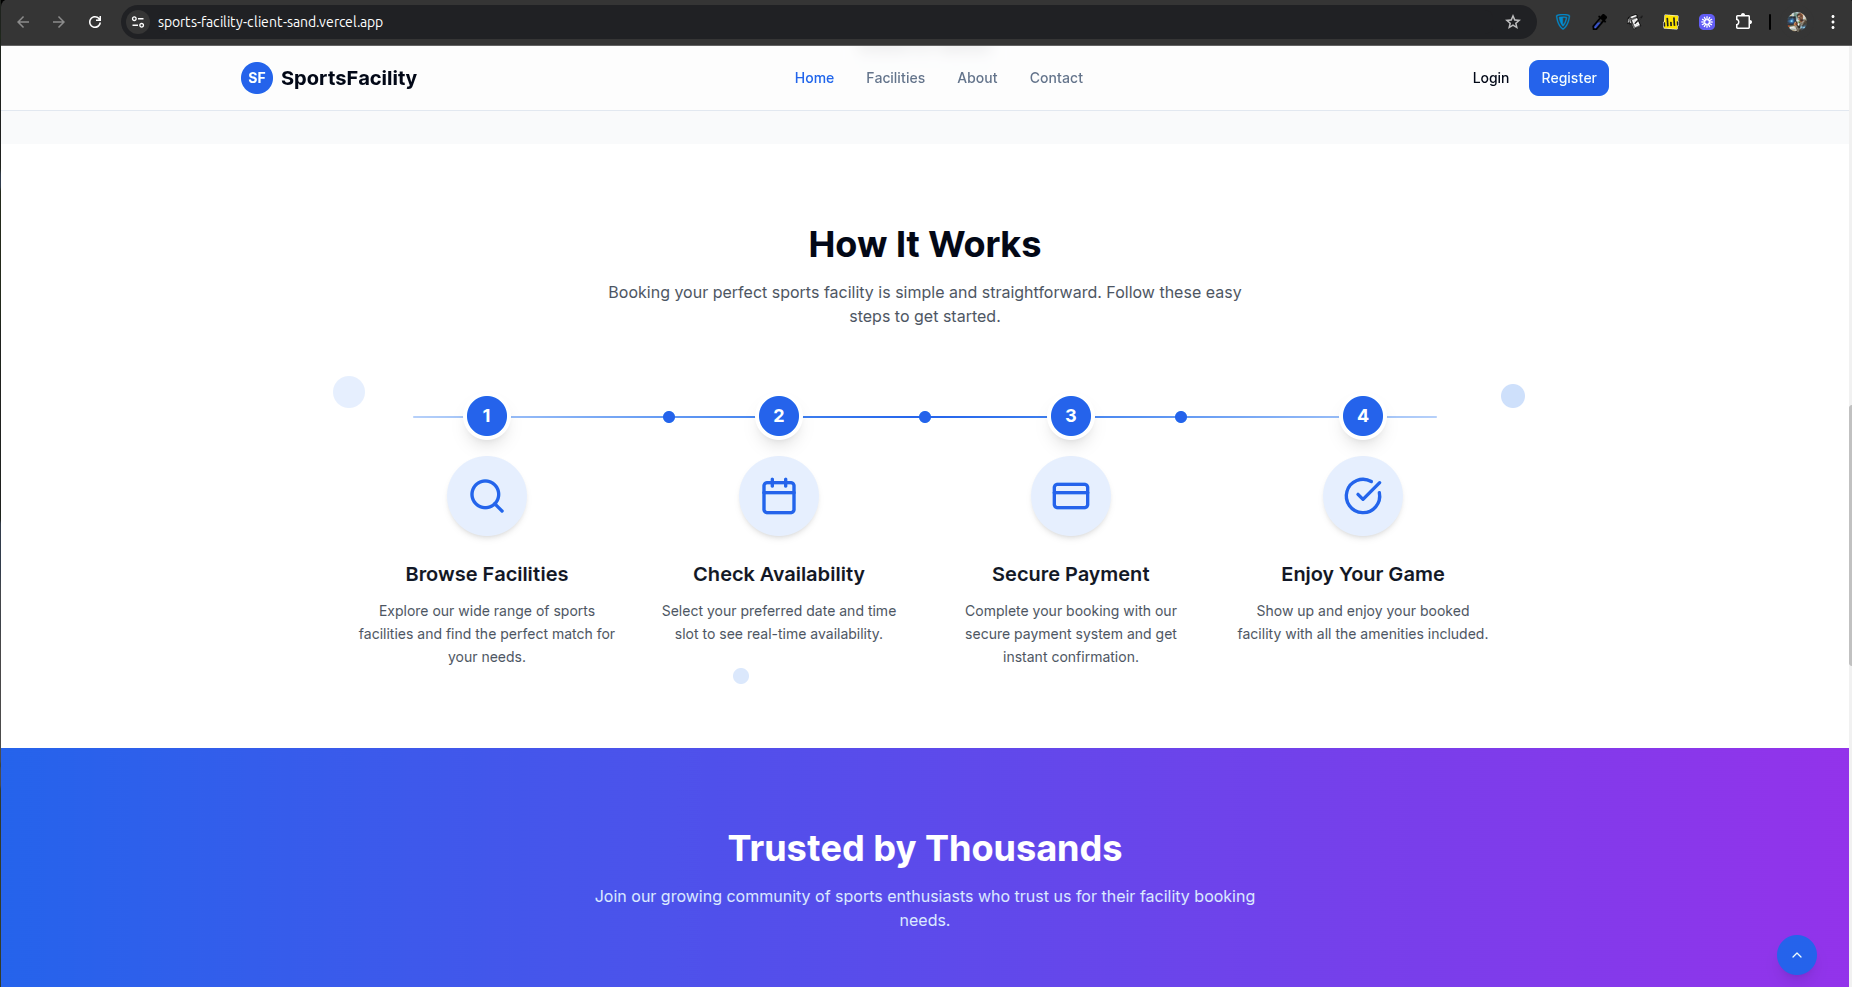 sports-facility-client-sand.vercel.app
SF SportsFacility Home Facilities About Contact Login Register
How It Works
Booking your perfect sports facility is simple and straightforward. Follow these easy
steps to get started.
1 2 3 4
Browse Facilities
Explore our wide range of sports
facilities and find the perfect match for
your needs.
Check Availability
Select your preferred date and time
slot to see real-time availability.
Secure Payment
Complete your booking with our
secure payment system and get
instant confirmation.
Enjoy Your Game
Show up and enjoy your booked
facility with all the amenities included.
Trusted by Thousands
Join our growing community of sports enthusiasts who trust us for their facility booking
needs.